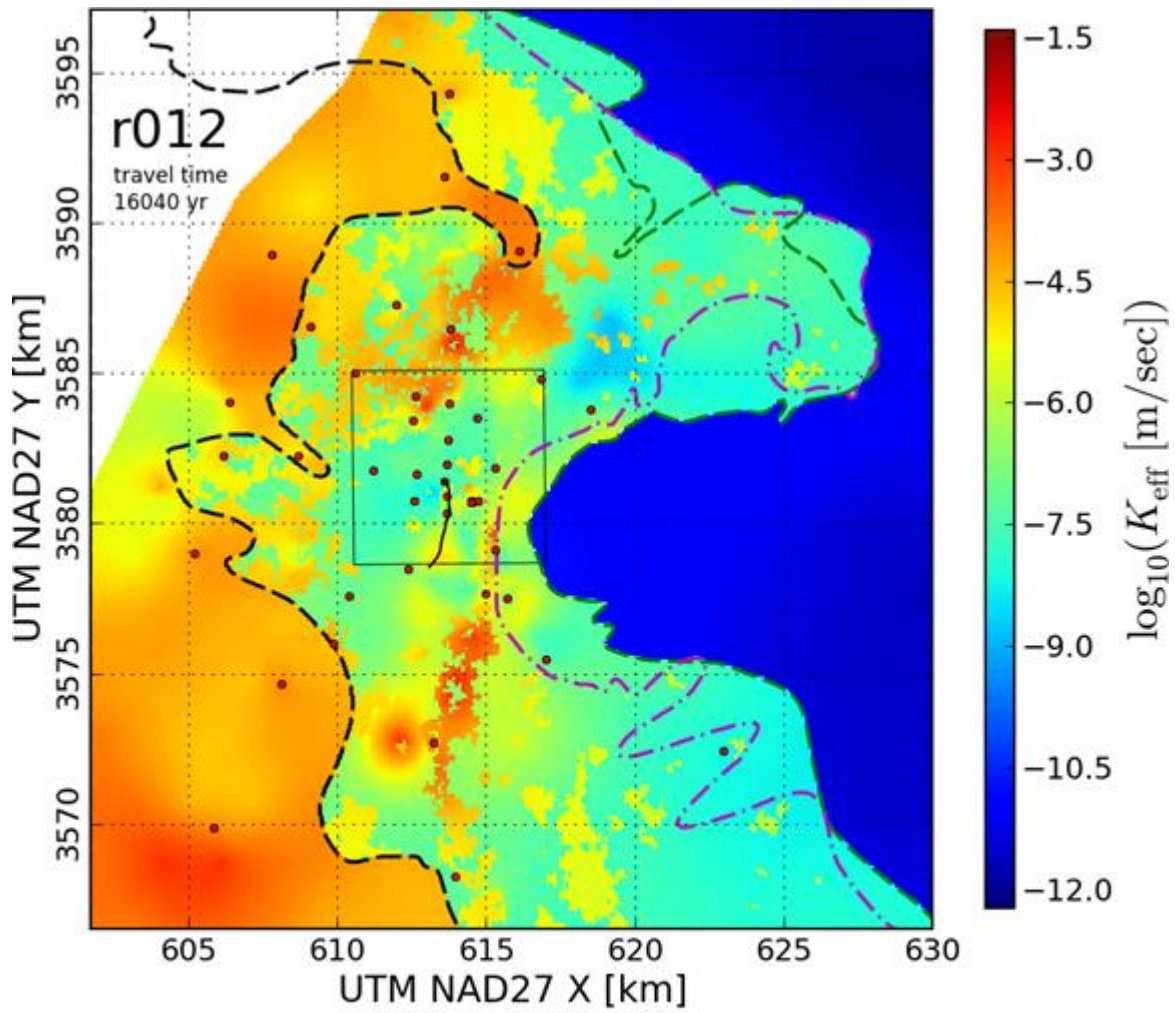 r012
travel time
16040 yr
3595
3590
3585
3580
3575
3570
UTM NAD27 Y [km]
605 610 615 620 625 630
UTM NAD27 X [km]
−1.5
−3.0
−4.5
−6.0
−7.5
−9.0
−10.5
−12.0
log₁₀(K_eff [m/sec])